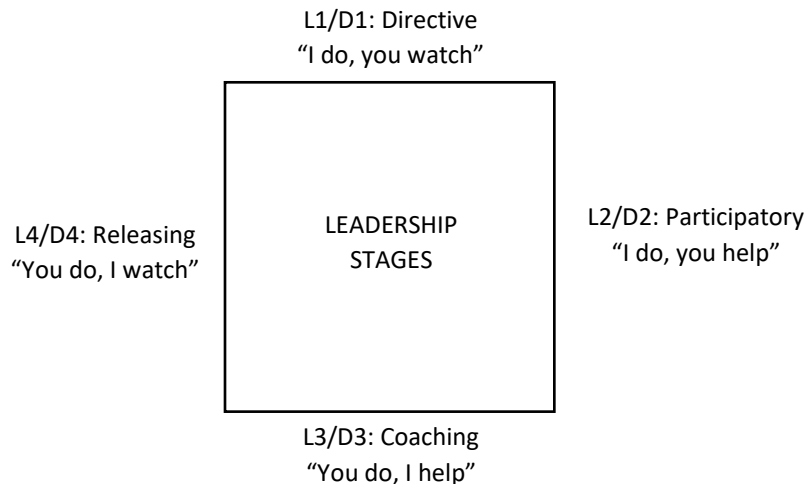 L1/D1: Directive
“I do, you watch”
L4/D4: Releasing
“You do, I watch”
LEADERSHIP
STAGES
L2/D2: Participatory
“I do, you help”
L3/D3: Coaching
“You do, I help”